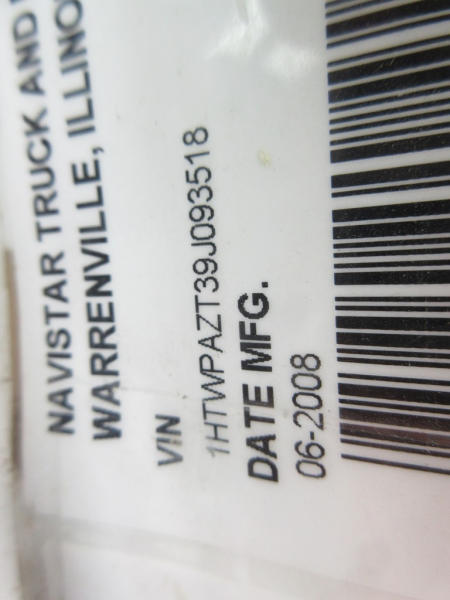 NAVISTAR TRUCK AND
WARRENVILLE, ILLINO
VIN
1HTWPAZT39J093518
DATE MFG.
06-2008